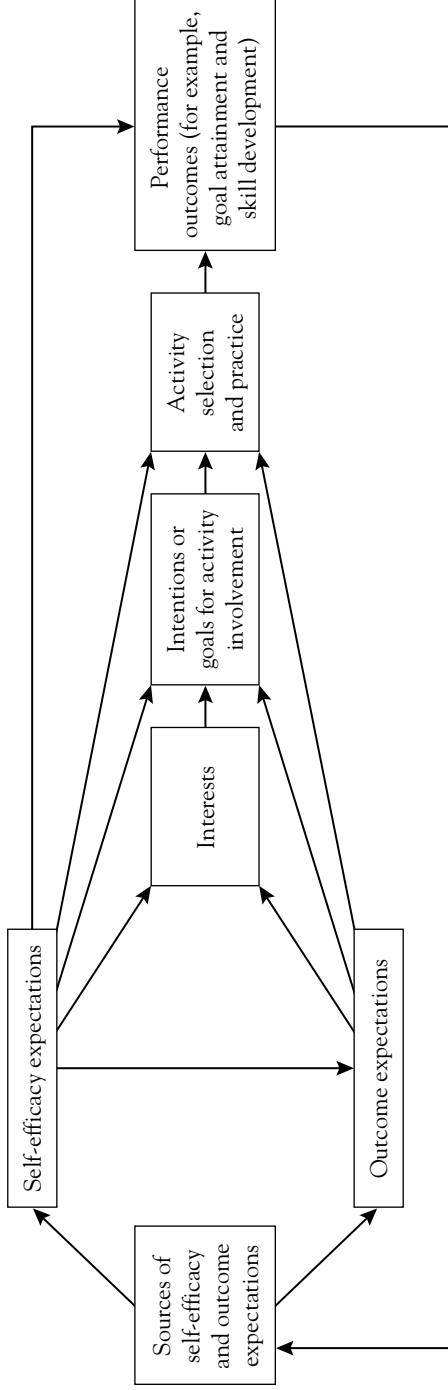 Sources of
self-efficacy
and outcome
expectations
Self-efficacy expectations
Outcome expectations
Interests
Intentions or
goals for activity
involvement
Activity
selection
and practice
Performance
outcomes (for example,
goal attainment and
skill development)